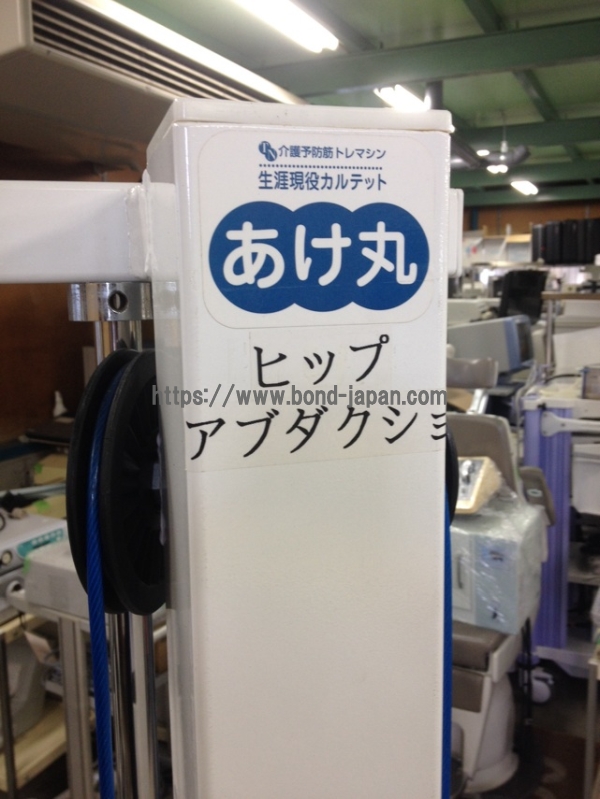 介護予防筋トレマシン
生涯現役カルテット
あけ丸
ヒップ
https://www.bond-japan.com
アブダクショ